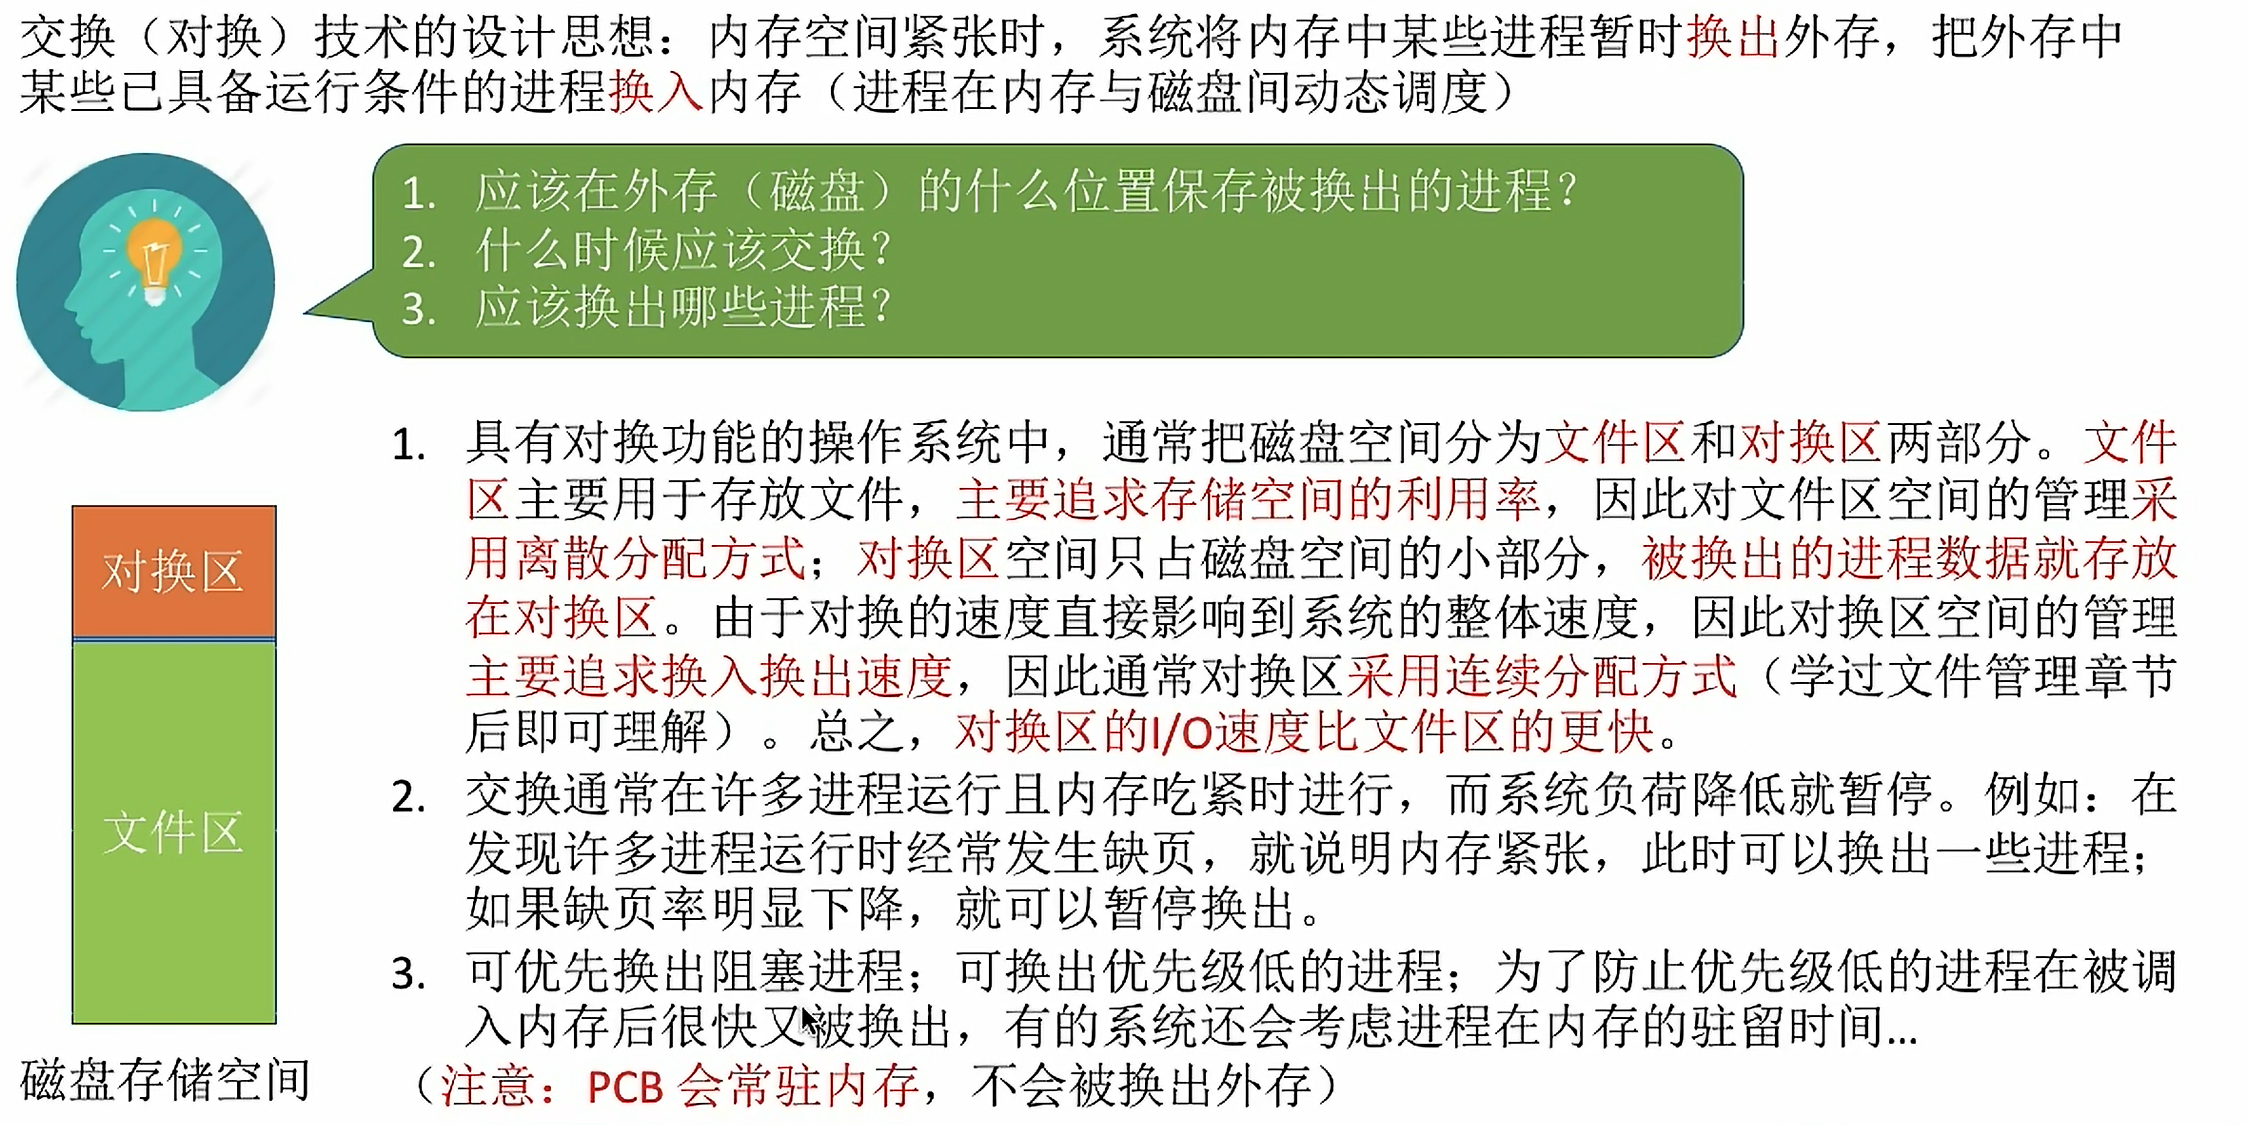 交换（对换）技术的设计思想：内存空间紧张时，系统将内存中某些进程暂时换出外存，把外存中
某些已具备运行条件的进程换入内存（进程在内存与磁盘间动态调度）
1. 应该在外存（磁盘）的什么位置保存被换出的进程？
2. 什么时候应该交换？
3. 应该换出哪些进程？
1. 具有对换功能的操作系统中，通常把磁盘空间分为文件区和对换区两部分。文件
区主要用于存放文件，主要追求存储空间的利用率，因此对文件区空间的管理采
用离散分配方式；对换区空间只占磁盘空间的小部分，被换出的进程数据就存放
在对换区。由于对换的速度直接影响到系统的整体速度，因此对换区空间的管理
主要追求换入换出速度，因此通常对换区采用连续分配方式（学过文件管理章节
后即可理解）。总之，对换区的I/O速度比文件区的更快。
2. 交换通常在许多进程运行且内存吃紧时进行，而系统负荷降低就暂停。例如：在
发现许多进程运行时经常发生缺页，就说明内存紧张，此时可以换出一些进程；
如果缺页率明显下降，就可以暂停换出。
3. 可优先换出阻塞进程；可换出优先级低的进程；为了防止优先级低的进程在被调
入内存后很快又被换出，有的系统还会考虑进程在内存的驻留时间…
（注意：PCB 会常驻内存，不会被换出外存）
对换区
文件区
磁盘存储空间